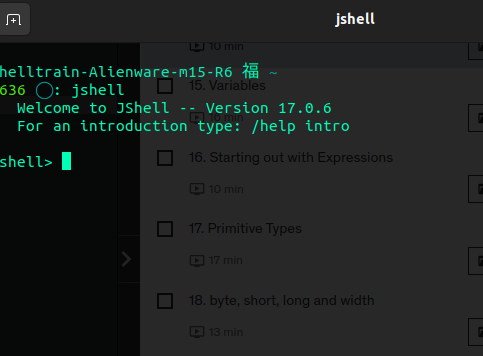 jshell
10 min
helltrain-Alienware-m15-R6 福 ~
15. Variables
636 ◯: jshell
Welcome to JShell -- Version 17.0.6
For an introduction type: /help intro
16. Starting out with Expressions
shell>
10 min
17. Primitive Types
17 min
18. byte, short, long and width
13 min